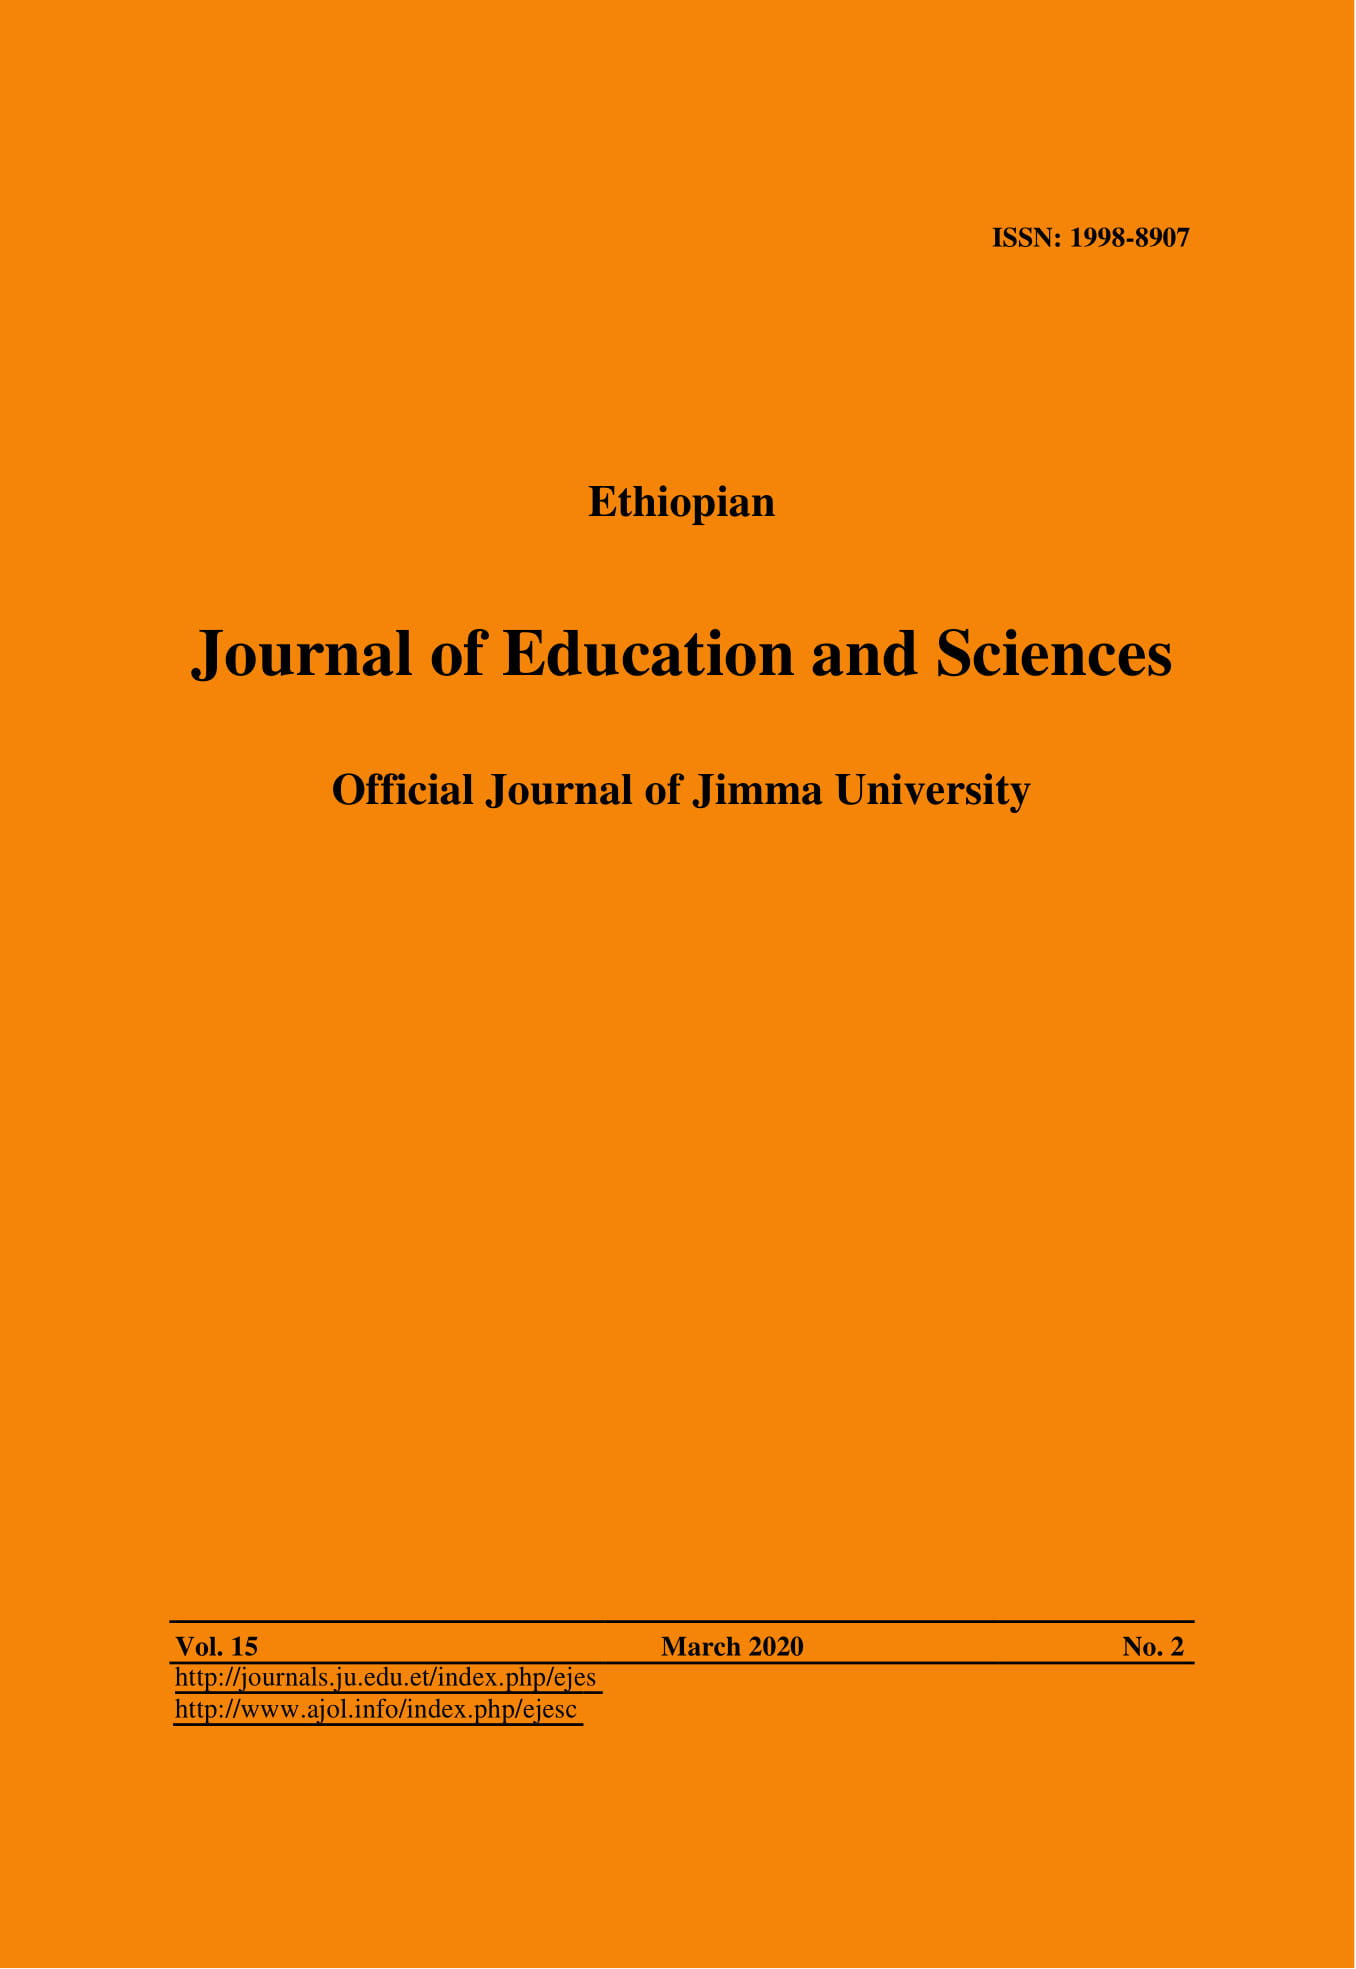 ISSN: 1998-8907
Ethiopian
Journal of Education and Sciences
Official Journal of Jimma University
Vol. 15 March 2020 No. 2
http://journals.ju.edu.et/index.php/ejes
http://www.ajol.info/index.php/ejesc